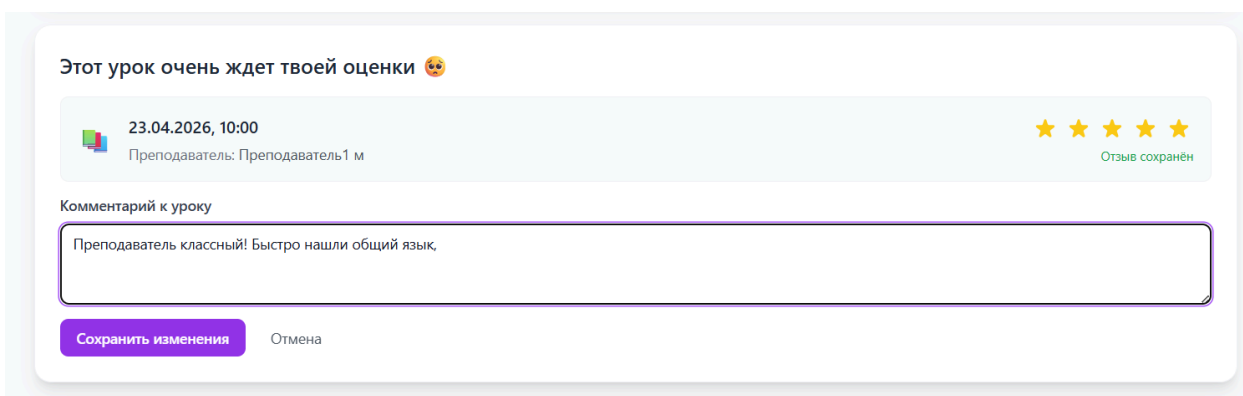 Этот урок очень ждет твоей оценки 🥺
23.04.2026, 10:00
Преподаватель: Преподаватель1 м
Отзыв сохранён
Комментарий к уроку
Преподаватель классный! Быстро нашли общий язык,
Сохранить изменения
Отмена